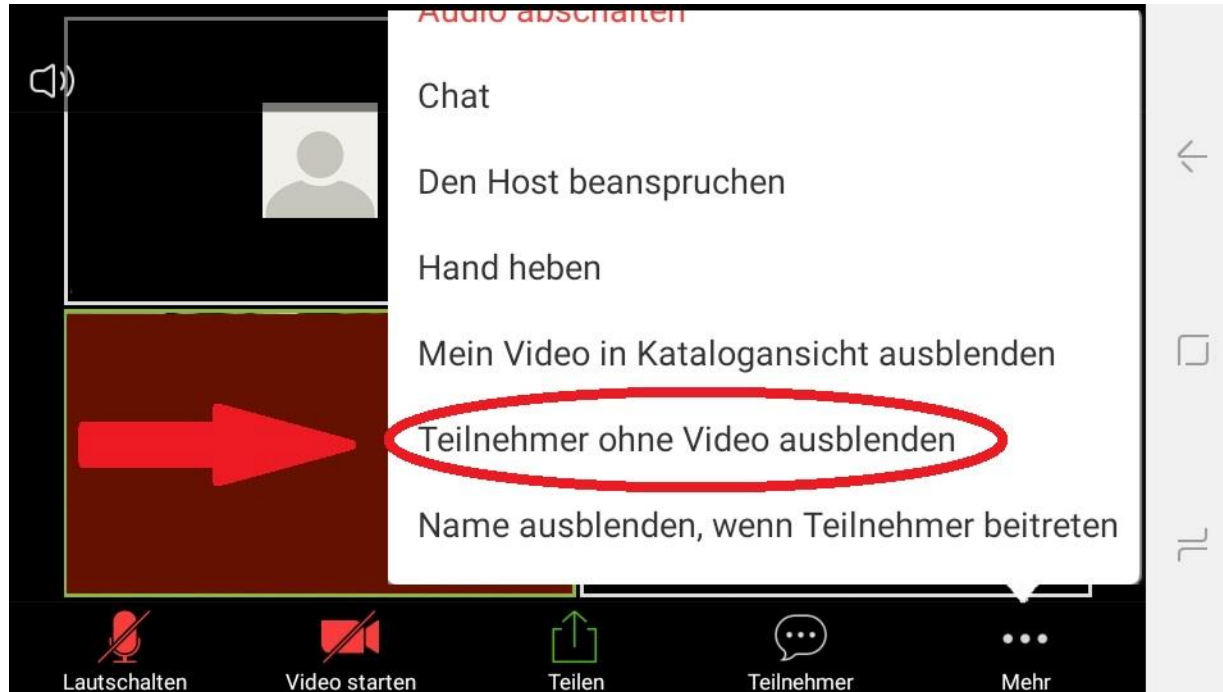 Audio abschalten
Chat
Den Host beanspruchen
Hand heben
Mein Video in Katalogansicht ausblenden
Teilnehmer ohne Video ausblenden
Name ausblenden, wenn Teilnehmer beitreten
Lautschalten
Video starten
Teilen
Teilnehmer
Mehr